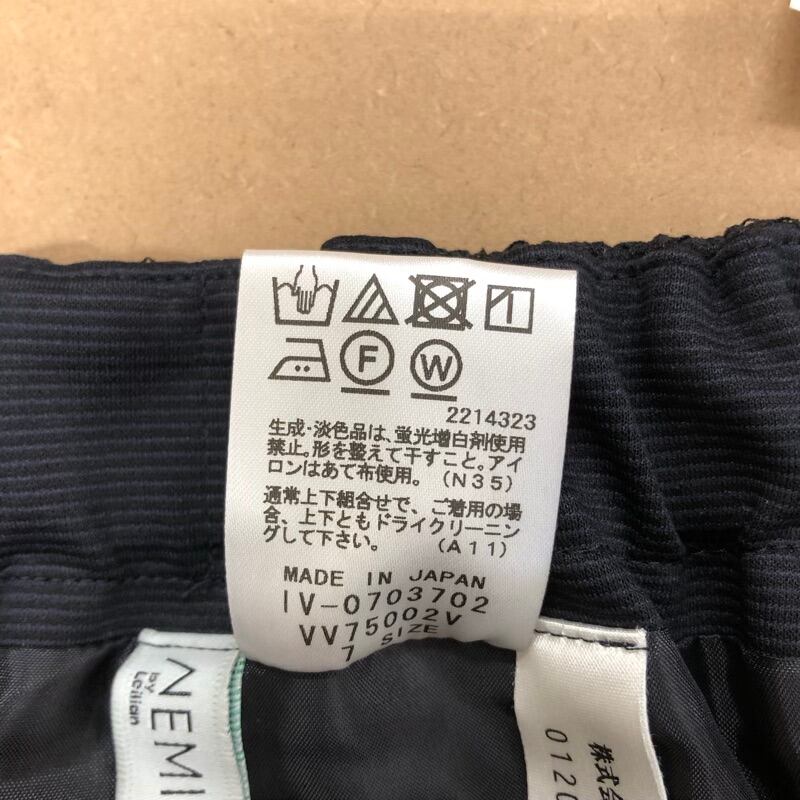 F W
2214323
生成・淡色品は、蛍光増白剤使用
禁止。形を整えて干すこと。アイ
ロンはあて布使用。(N35)
通常上下組合せで、ご着用の場
合、上下ともドライクリーニン
グして下さい。(A11)
MADE IN JAPAN
IV-0703702
VV75002V
7 SIZE
NEMI
by Leilian
株式会
0120